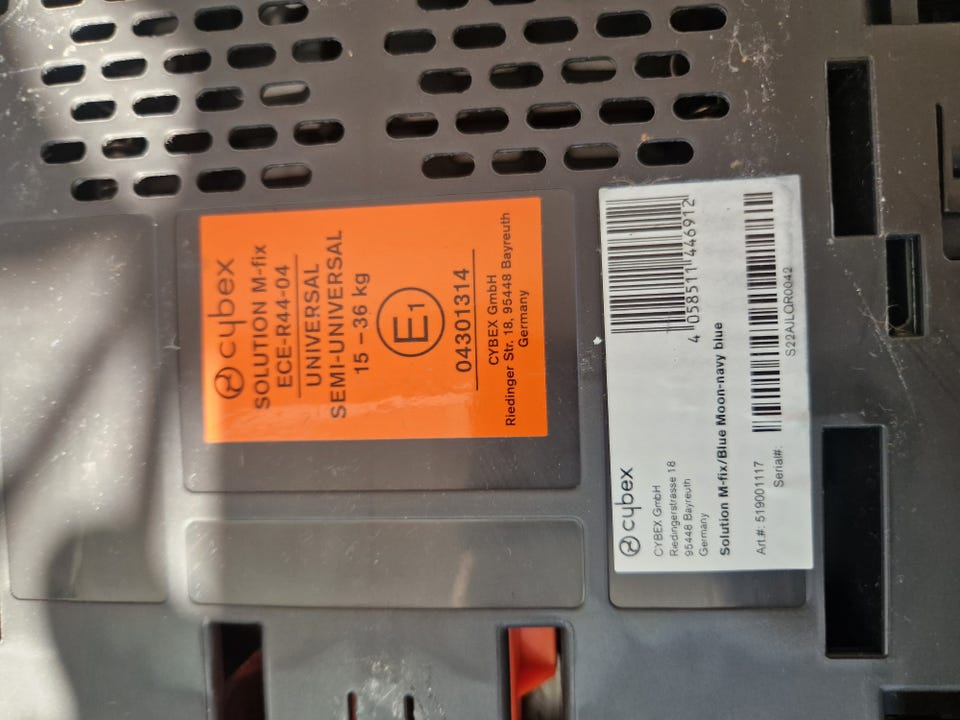 cybex
SOLUTION M-fix
ECE-R44-04
UNIVERSAL
SEMI-UNIVERSAL
15 – 36 kg
E1
04301314
CYBEX GmbH
Riedinger Str. 18, 95448 Bayreuth
Germany
cybex
CYBEX GmbH
Riedingerstrasse 18
95448 Bayreuth
Germany
4 058511 446912
Solution M-fix/Blue Moon-navy blue
Art.#: 519001117
Serial#:
S22AJLQR0042